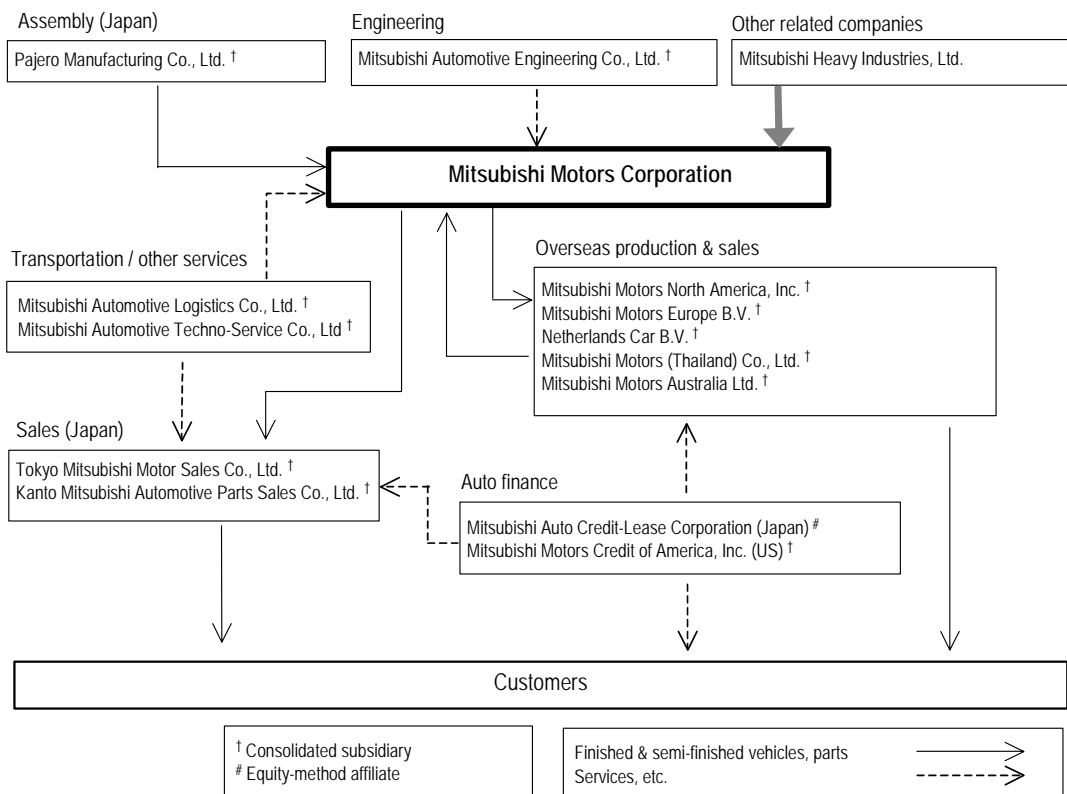 Assembly (Japan)
Pajero Manufacturing Co., Ltd. †
Engineering
Mitsubishi Automotive Engineering Co., Ltd. †
Other related companies
Mitsubishi Heavy Industries, Ltd.
Mitsubishi Motors Corporation
Transportation / other services
Mitsubishi Automotive Logistics Co., Ltd. †
Mitsubishi Automotive Techno-Service Co., Ltd †
Overseas production & sales
Mitsubishi Motors North America, Inc. †
Mitsubishi Motors Europe B.V. †
Netherlands Car B.V. †
Mitsubishi Motors (Thailand) Co., Ltd. †
Mitsubishi Motors Australia Ltd. †
Sales (Japan)
Tokyo Mitsubishi Motor Sales Co., Ltd. †
Kanto Mitsubishi Automotive Parts Sales Co., Ltd. †
Auto finance
Mitsubishi Auto Credit-Lease Corporation (Japan) #
Mitsubishi Motors Credit of America, Inc. (US) †
Customers
† Consolidated subsidiary
# Equity-method affiliate
Finished & semi-finished vehicles, parts
Services, etc.